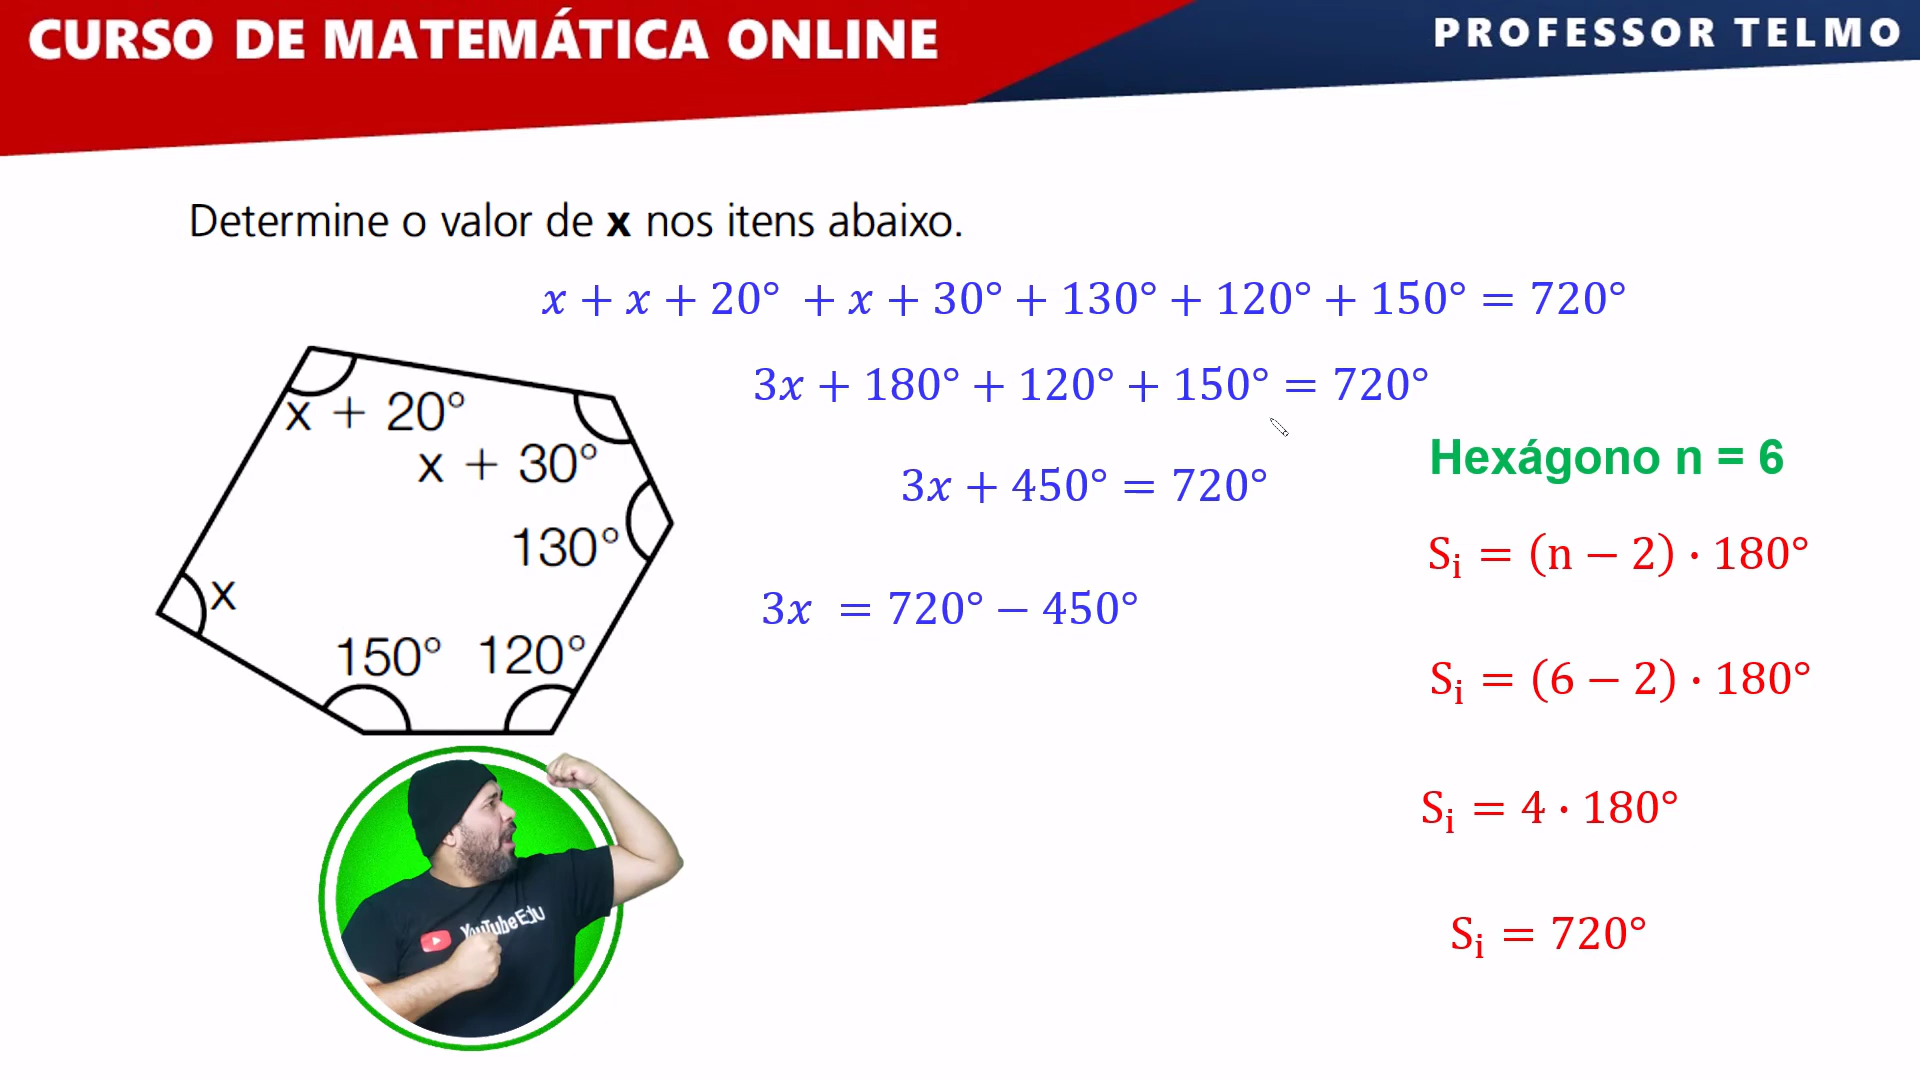 CURSO DE MATEMÁTICA ONLINE
PROFESSOR TELMO
Determine o valor de x nos itens abaixo.
x + x + 20° + x + 30° + 130° + 120° + 150° = 720°
3x + 180° + 120° + 150° = 720°
3x + 450° = 720°
3x = 720° − 450°
x + 20°
x + 30°
130°
x
150° 120°
Hexágono n = 6
Sᵢ = (n − 2) · 180°
Sᵢ = (6 − 2) · 180°
Sᵢ = 4 · 180°
Sᵢ = 720°
YouTube Edu